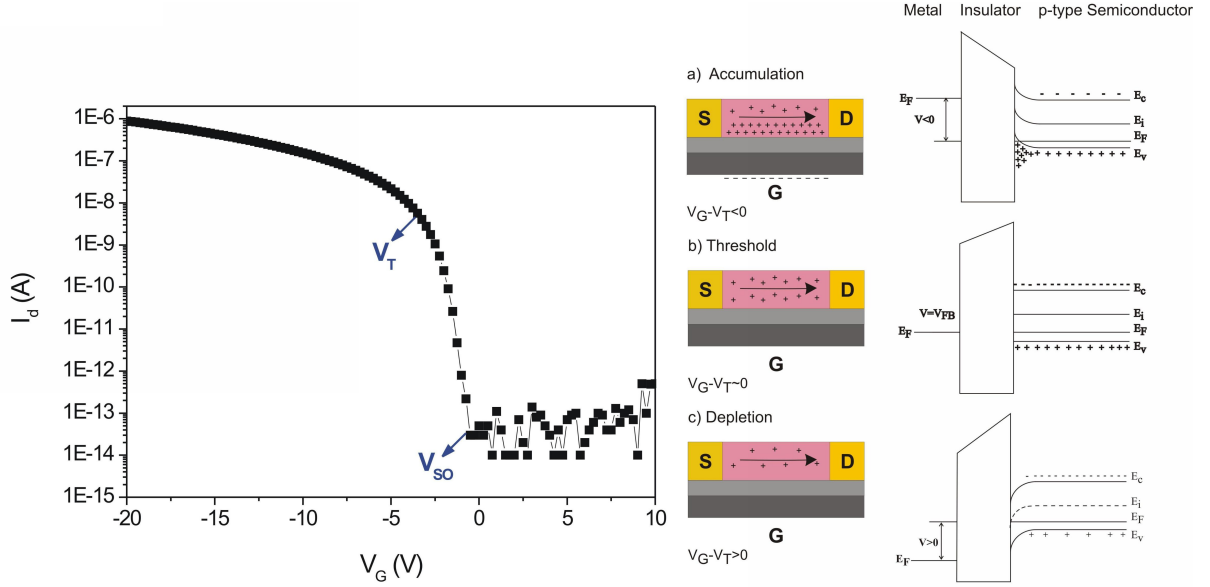 1E-6
1E-7
1E-8
1E-9
1E-10
1E-11
1E-12
1E-13
1E-14
1E-15
-20 -15 -10 -5 0 5 10
I_d (A)
V_G (V)
V_T
V_SO
a) Accumulation
S D
G
V_G-V_T<0
b) Threshold
S D
G
V_G-V_T~0
c) Depletion
S D
G
V_G-V_T>0
Metal Insulator p-type Semiconductor
E_F
V<0
E_c
E_i
E_F
E_v
V=V_FB
E_F
E_c
E_i
E_F
E_v
V>0
E_F
E_c
E_i
E_F
E_v